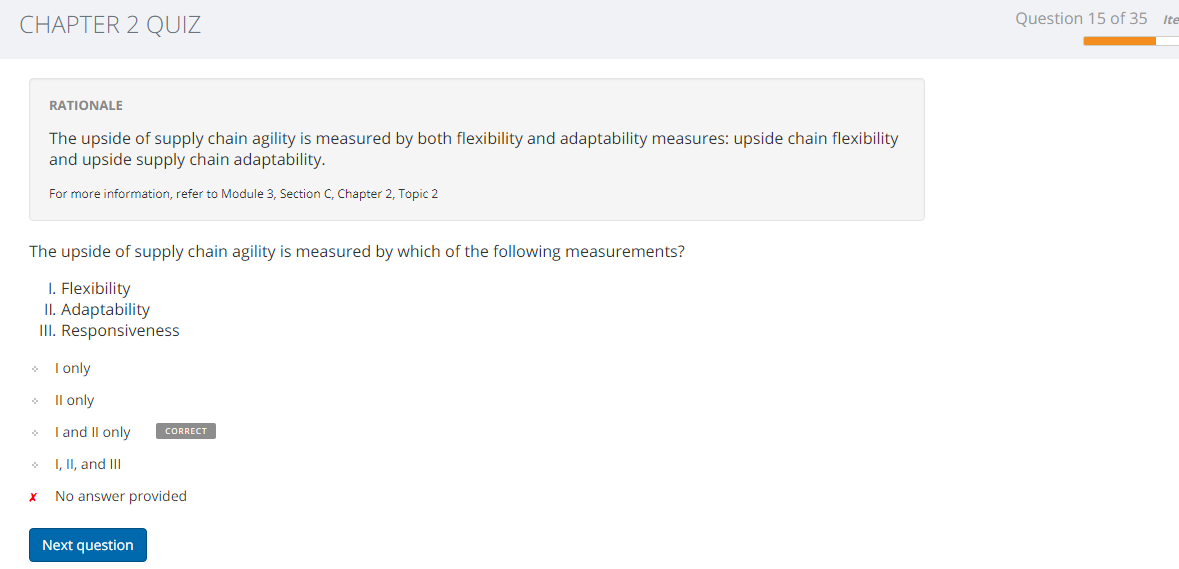 CHAPTER 2 QUIZ
Question 15 of 35 Ite
RATIONALE
The upside of supply chain agility is measured by both flexibility and adaptability measures: upside chain flexibility
and upside supply chain adaptability.
For more information, refer to Module 3, Section C, Chapter 2, Topic 2
The upside of supply chain agility is measured by which of the following measurements?
I. Flexibility
II. Adaptability
III. Responsiveness
I only
II only
I and II only CORRECT
I, II, and III
✗ No answer provided
Next question